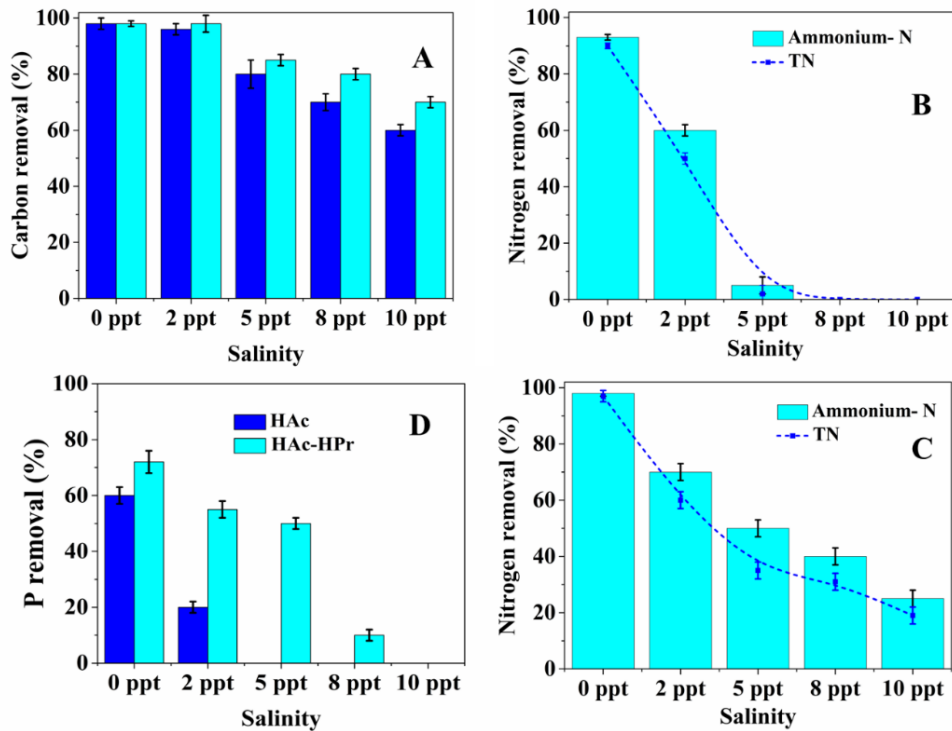 A
Carbon removal (%)
100
80
60
40
20
0
0 ppt 2 ppt 5 ppt 8 ppt 10 ppt
Salinity
B
Ammonium- N
TN
Nitrogen removal (%)
100
80
60
40
20
0
0 ppt 2 ppt 5 ppt 8 ppt 10 ppt
Salinity
D
HAc
HAc-HPr
P removal (%)
100
80
60
40
20
0
0 ppt 2 ppt 5 ppt 8 ppt 10 ppt
Salinity
C
Ammonium- N
TN
Nitrogen removal (%)
100
80
60
40
20
0
0 ppt 2 ppt 5 ppt 8 ppt 10 ppt
Salinity